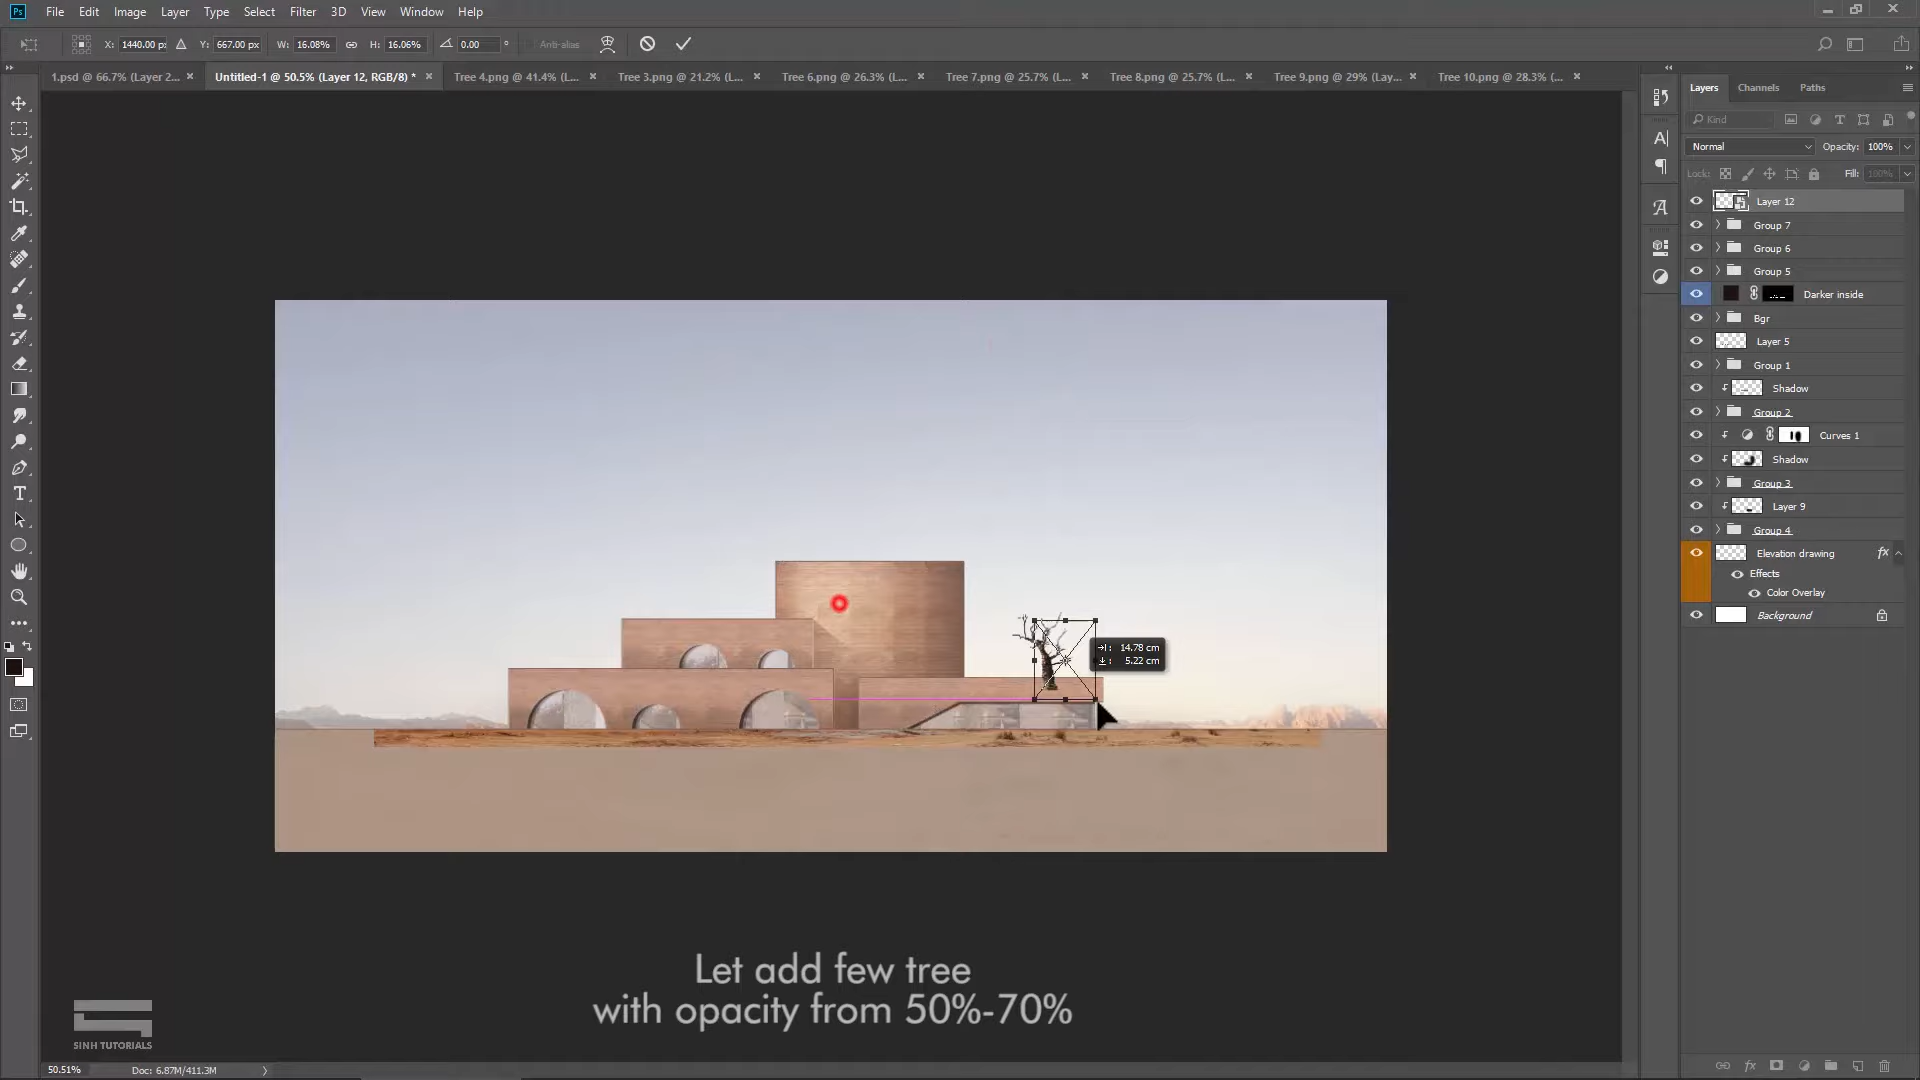 Ps File Edit Image Layer Type Select Filter 3D View Window Help
X: 1440.00 px Y: 667.00 px W: 16.08% H: 16.06% 0.00 ° Anti-alias
1.psd @ 66.7% (Layer 2... × Untitled-1 @ 50.5% (Layer 12, RGB/8) * × Tree 4.png @ 41.4% (L... × Tree 3.png @ 21.2% (L... × Tree 6.png @ 26.3% (L... × Tree 7.png @ 25.7% (L... × Tree 8.png @ 25.7% (L... × Tree 9.png @ 29% (Lay... × Tree 10.png @ 28.3% (... ×
Layers Channels Paths
Kind
Normal Opacity: 100%
Lock: Fill: 100%
Layer 12
Group 7
Group 6
Group 5
Darker inside
Bgr
Layer 5
Group 1
Shadow
Group 2
Curves 1
Shadow
Group 3
Layer 9
Group 4
Elevation drawing fx
Effects
Color Overlay
Background
14.78 cm
5.22 cm
Let add few tree
with opacity from 50%-70%
SINH TUTORIALS
50.51% Doc: 6.87M/411.3M